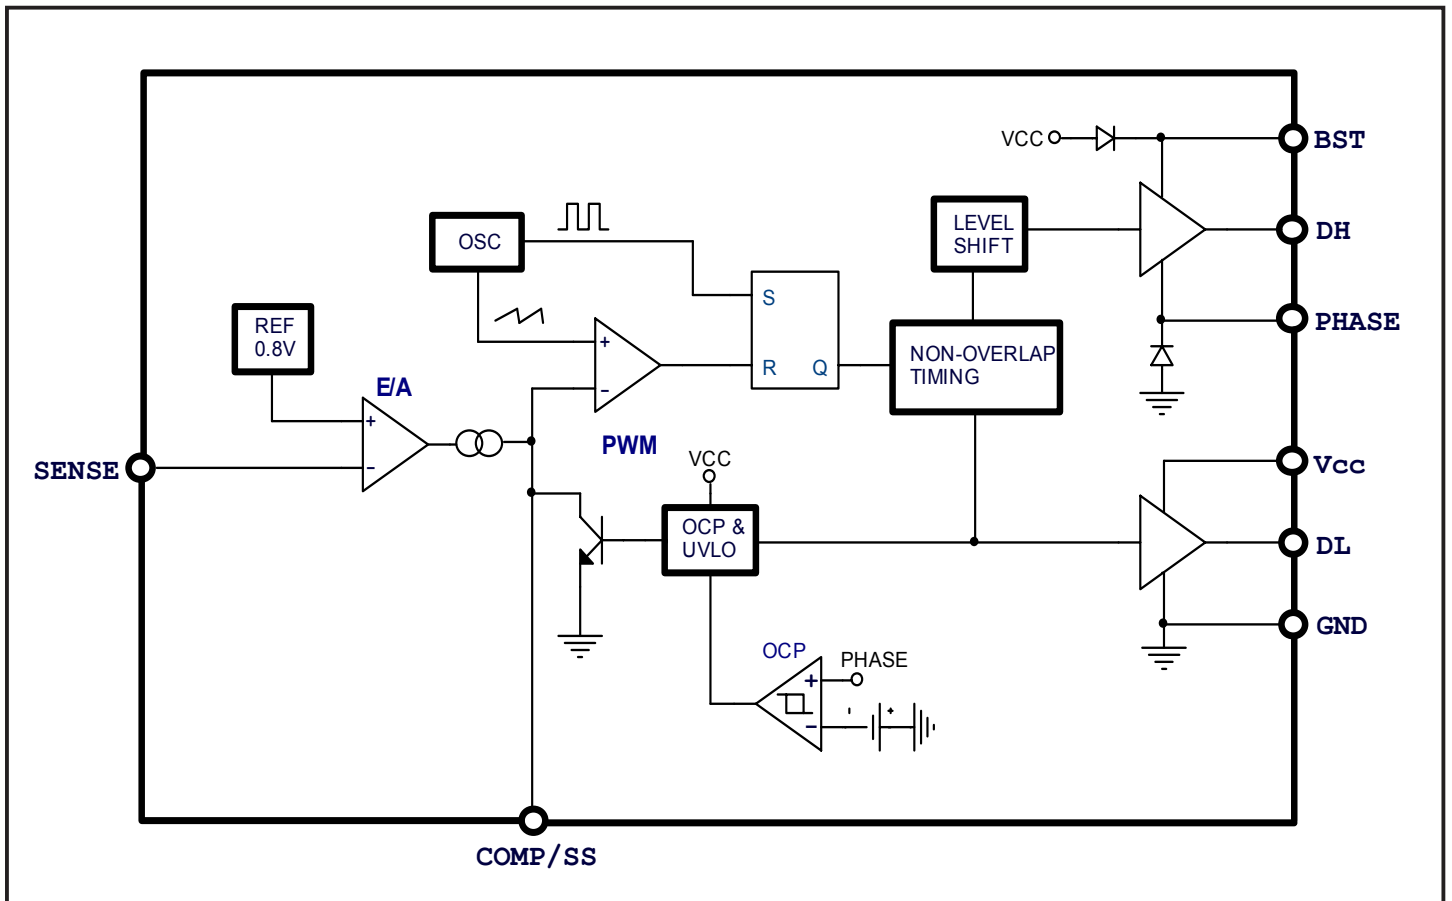 VCC
BST
LEVEL
SHIFT
DH
OSC
S
REF
0.8V
PHASE
+
NON-OVERLAP
TIMING
R
Q
E/A
-
+
PWM
VCC
Vcc
SENSE
-
OCP &
UVLO
DL
GND
OCP
PHASE
+
-
+
-
COMP/SS